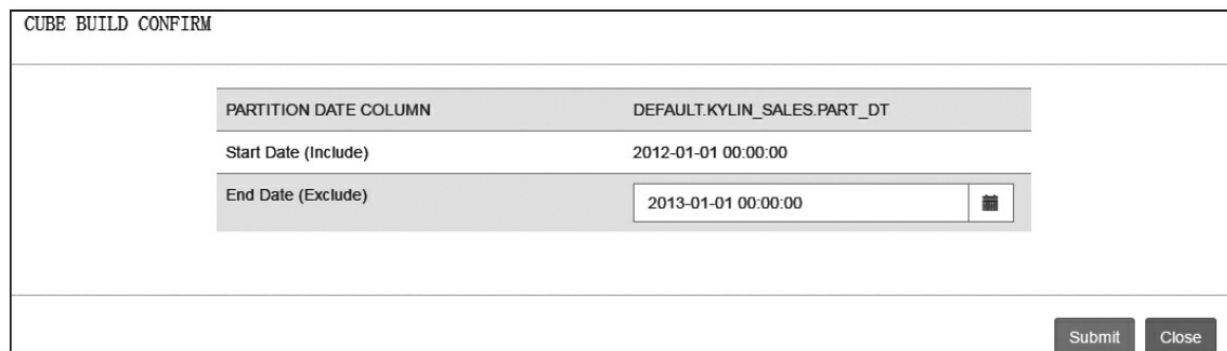 CUBE BUILD CONFIRM
PARTITION DATE COLUMN DEFAULT.KYLIN_SALES.PART_DT
Start Date (Include) 2012-01-01 00:00:00
End Date (Exclude) 2013-01-01 00:00:00
Submit Close